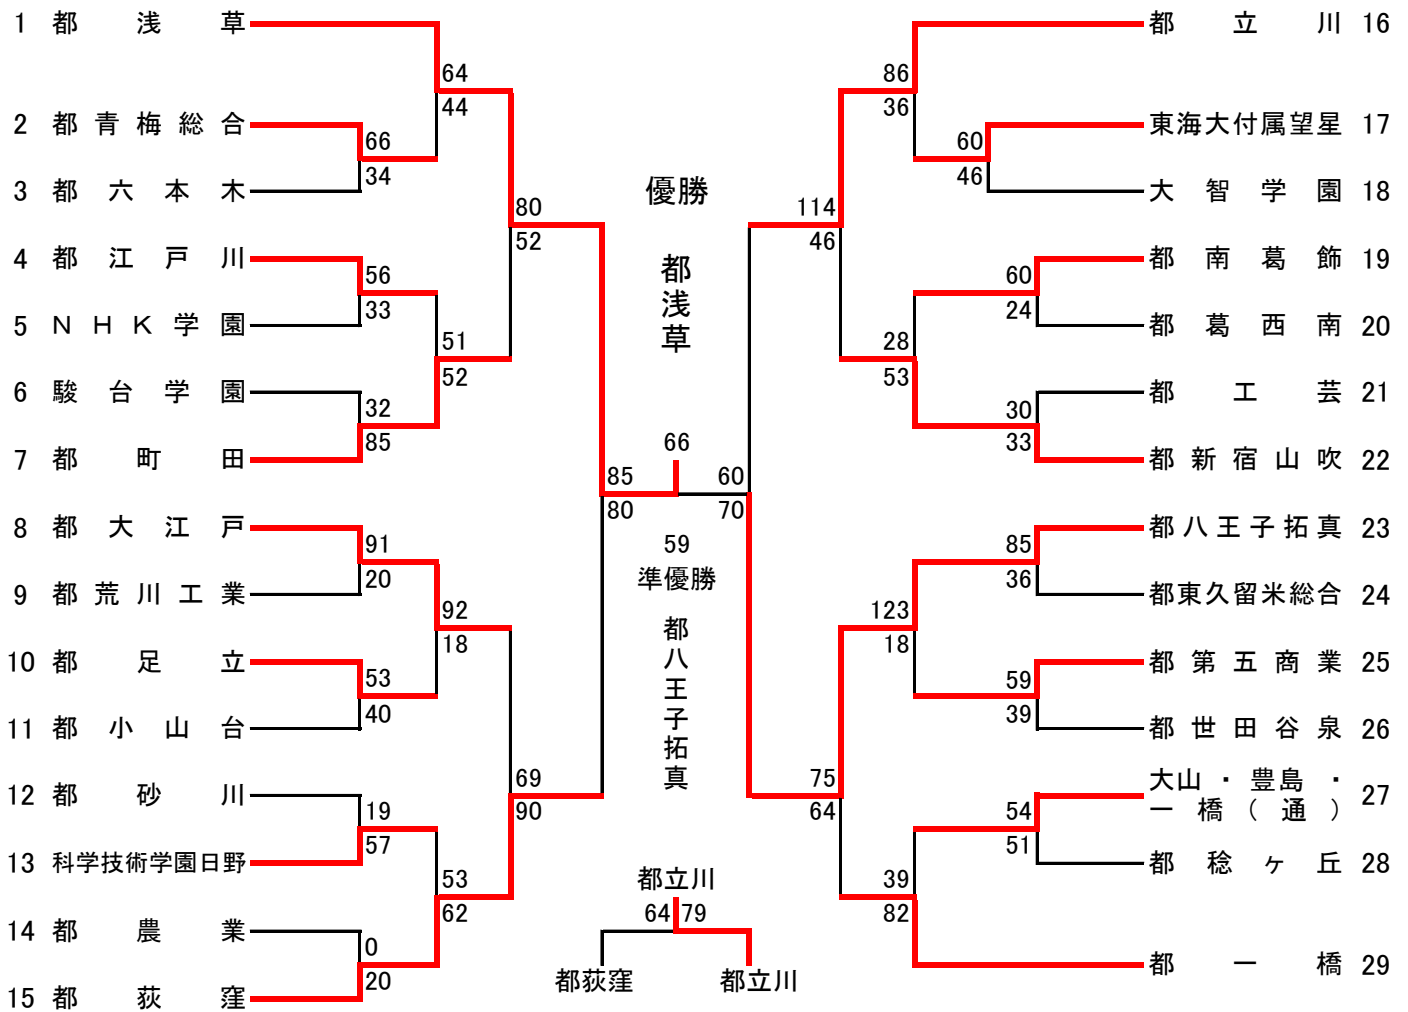 1 都浅草
2 都青梅総合
3 都六本木
4 都江戸川
5 ＮＨＫ学園
6 駿台学園
7 都町田
8 都大江戸
9 都荒川工業
10 都足立
11 都小山台
12 都砂川
13 科学技術学園日野
14 都農業
15 都荻窪
64
44
66
34
80
52
56
33
51
52
32
85
85
80
91
20
92
18
53
40
69
90
19
57
53
62
0
20
優勝
都浅草
66
59
準優勝
都八王子拓真
都立川
64 79
都荻窪
都立川
86
36
60
46
114
46
60
24
28
53
30
33
60
70
85
36
123
18
59
39
75
64
54
51
39
82
都立川 16
東海大付属望星 17
大智学園 18
都南葛飾 19
都葛西南 20
都工芸 21
都新宿山吹 22
都八王子拓真 23
都東久留米総合 24
都第五商業 25
都世田谷泉 26
大山・豊島・
一橋（通） 27
都稔ヶ丘 28
都一橋 29